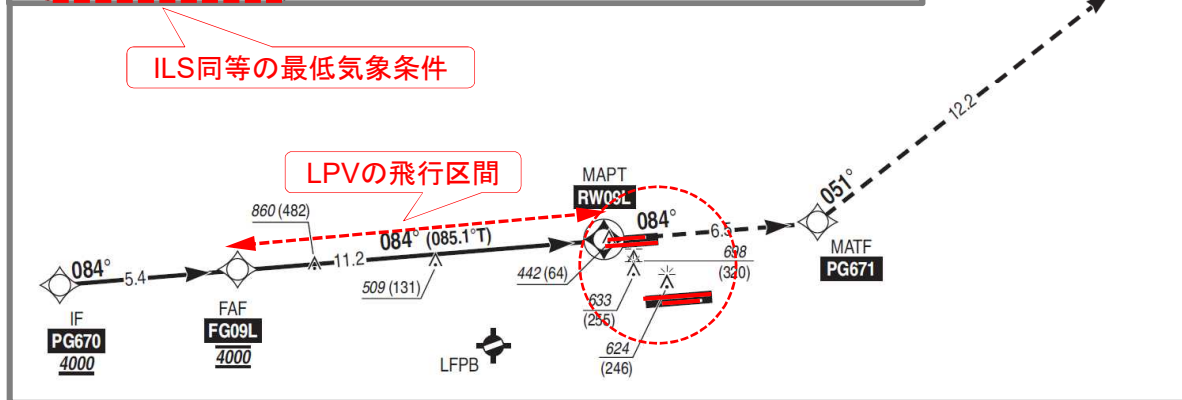 ILS同等の最低気象条件
12.2
LPVの飛行区間
MAPT
RW09L
051°
860 (482)
084° (085.1°T)
084°
6.5
MATF
PG671
084°
5.4
11.2
509 (131)
442 (64)
698
(320)
633
(255)
IF
PG670
4000
FAF
FG09L
4000
LFPB
624
(246)